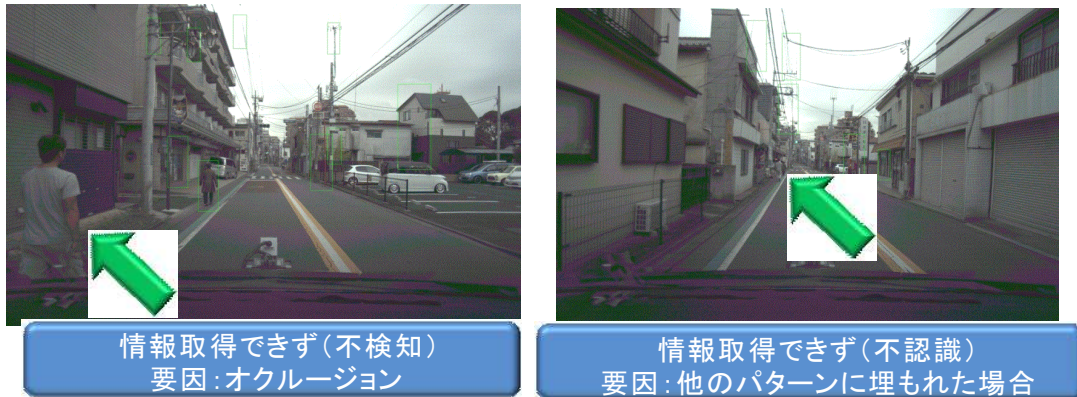 情報取得できず（不検知）
要因：オクルージョン
情報取得できず（不認識）
要因：他のパターンに埋もれた場合